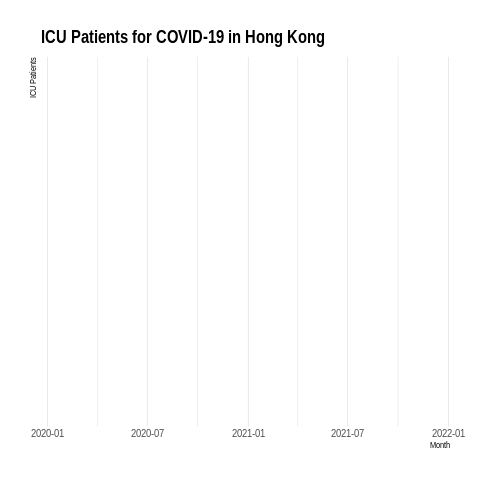 ICU Patients for COVID-19 in Hong Kong
ICU Patients
2020-01 2020-07 2021-01 2021-07 2022-01
Month